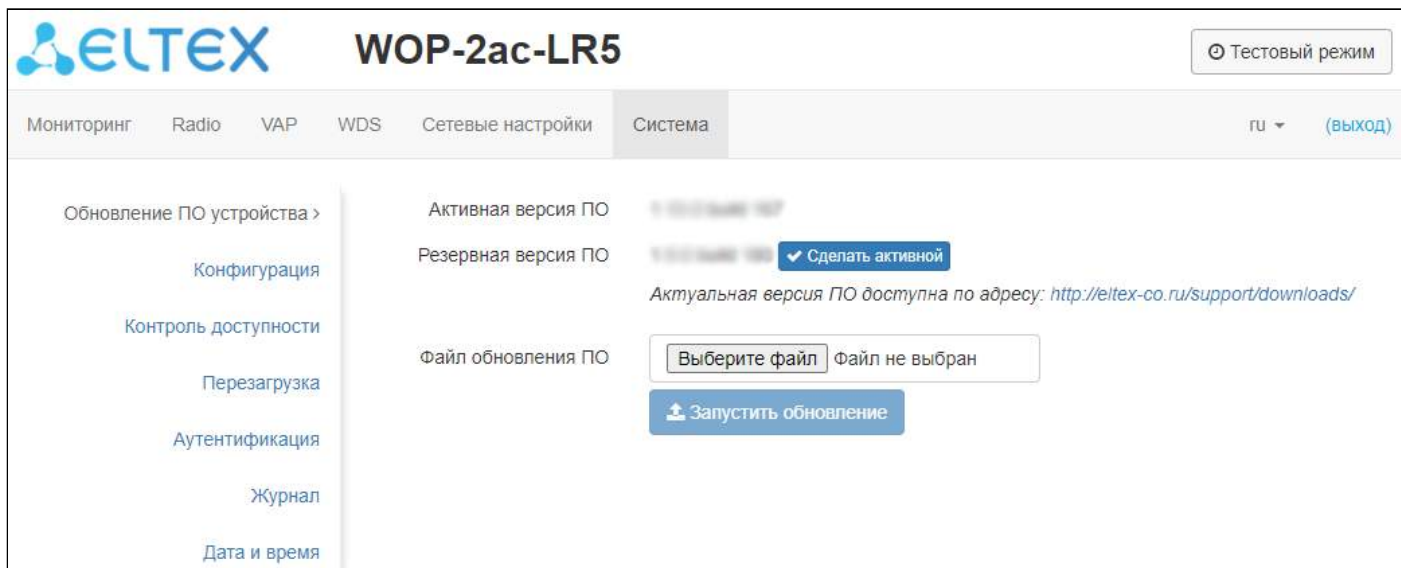 ELTEX WOP-2ac-LR5 Тестовый режим
Мониторинг Radio VAP WDS Сетевые настройки Система ru (выход)
Обновление ПО устройства >
Конфигурация
Контроль доступности
Перезагрузка
Аутентификация
Журнал
Дата и время
Активная версия ПО
Резервная версия ПО Сделать активной
Актуальная версия ПО доступна по адресу: http://eltex-co.ru/support/downloads/
Файл обновления ПО Выберите файл Файл не выбран
Запустить обновление